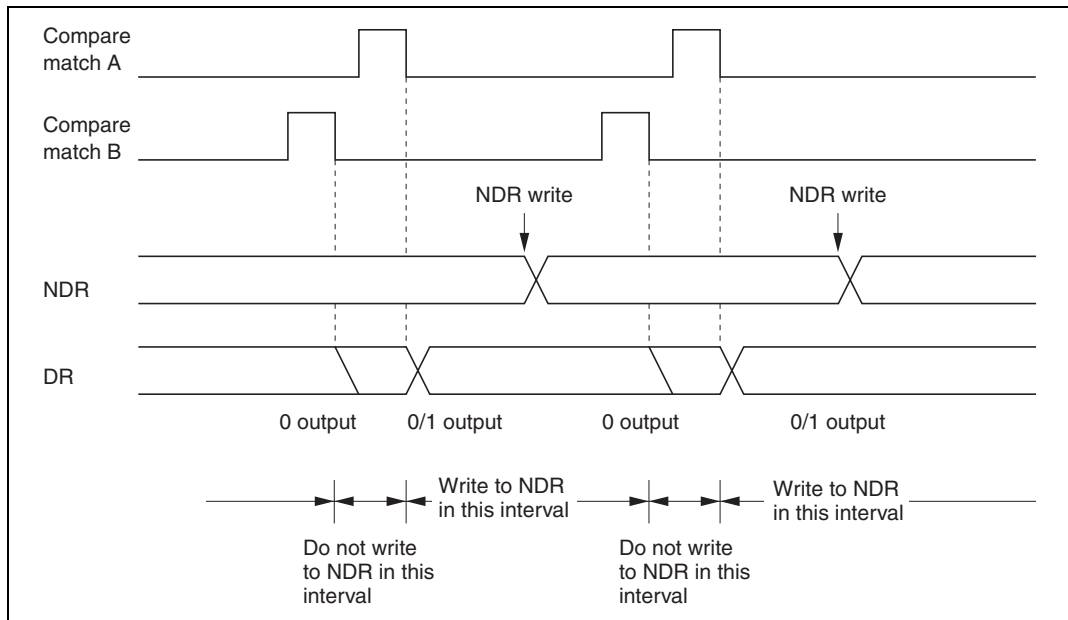 Compare
match A
Compare
match B
NDR write
NDR write
NDR
DR
0 output
0/1 output
0 output
0/1 output
Write to NDR
in this interval
Write to NDR
in this interval
Do not write
to NDR in this
interval
Do not write
to NDR in this
interval